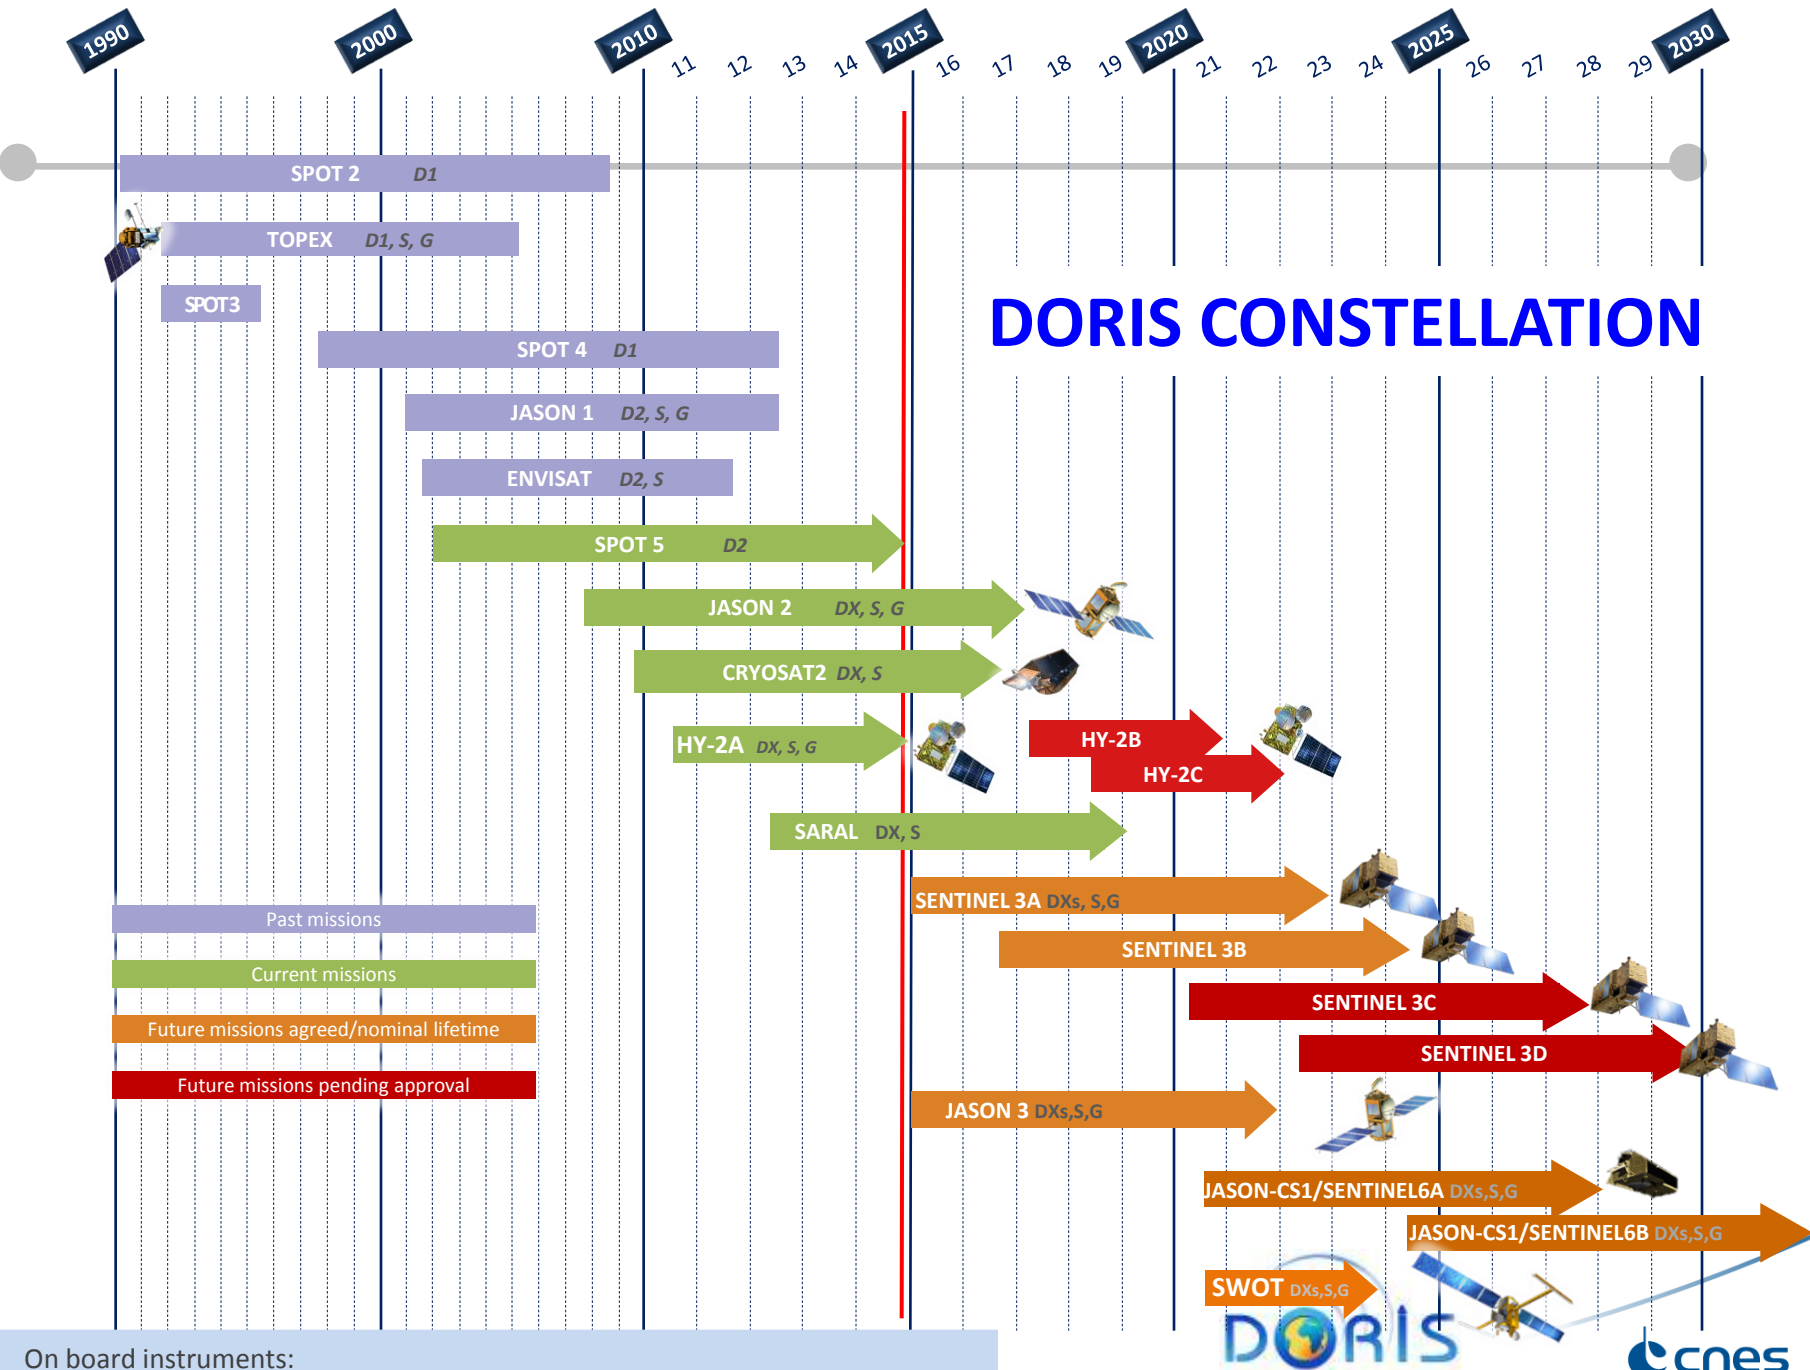 1990 2000 2010 11 12 13 14 2015 16 17 18 19 2020 21 22 23 24 2025 26 27 28 29 2030
SPOT 2 D1
TOPEX D1, S, G
SPOT3
DORIS CONSTELLATION
SPOT 4 D1
JASON 1 D2, S, G
ENVISAT D2, S
SPOT 5 D2
JASON 2 DX, S, G
CRYOSAT2 DX, S
HY-2A DX, S, G
HY-2B
HY-2C
SARAL DX, S
SENTINEL 3A DXs, S,G
SENTINEL 3B
SENTINEL 3C
SENTINEL 3D
Past missions
Current missions
Future missions agreed/nominal lifetime
Future missions pending approval
JASON 3 DXs,S,G
JASON-CS1/SENTINEL6A DXs,S,G
JASON-CS1/SENTINEL6B DXs,S,G
SWOT DXs,S,G
DORIS
cnes
On board instruments: